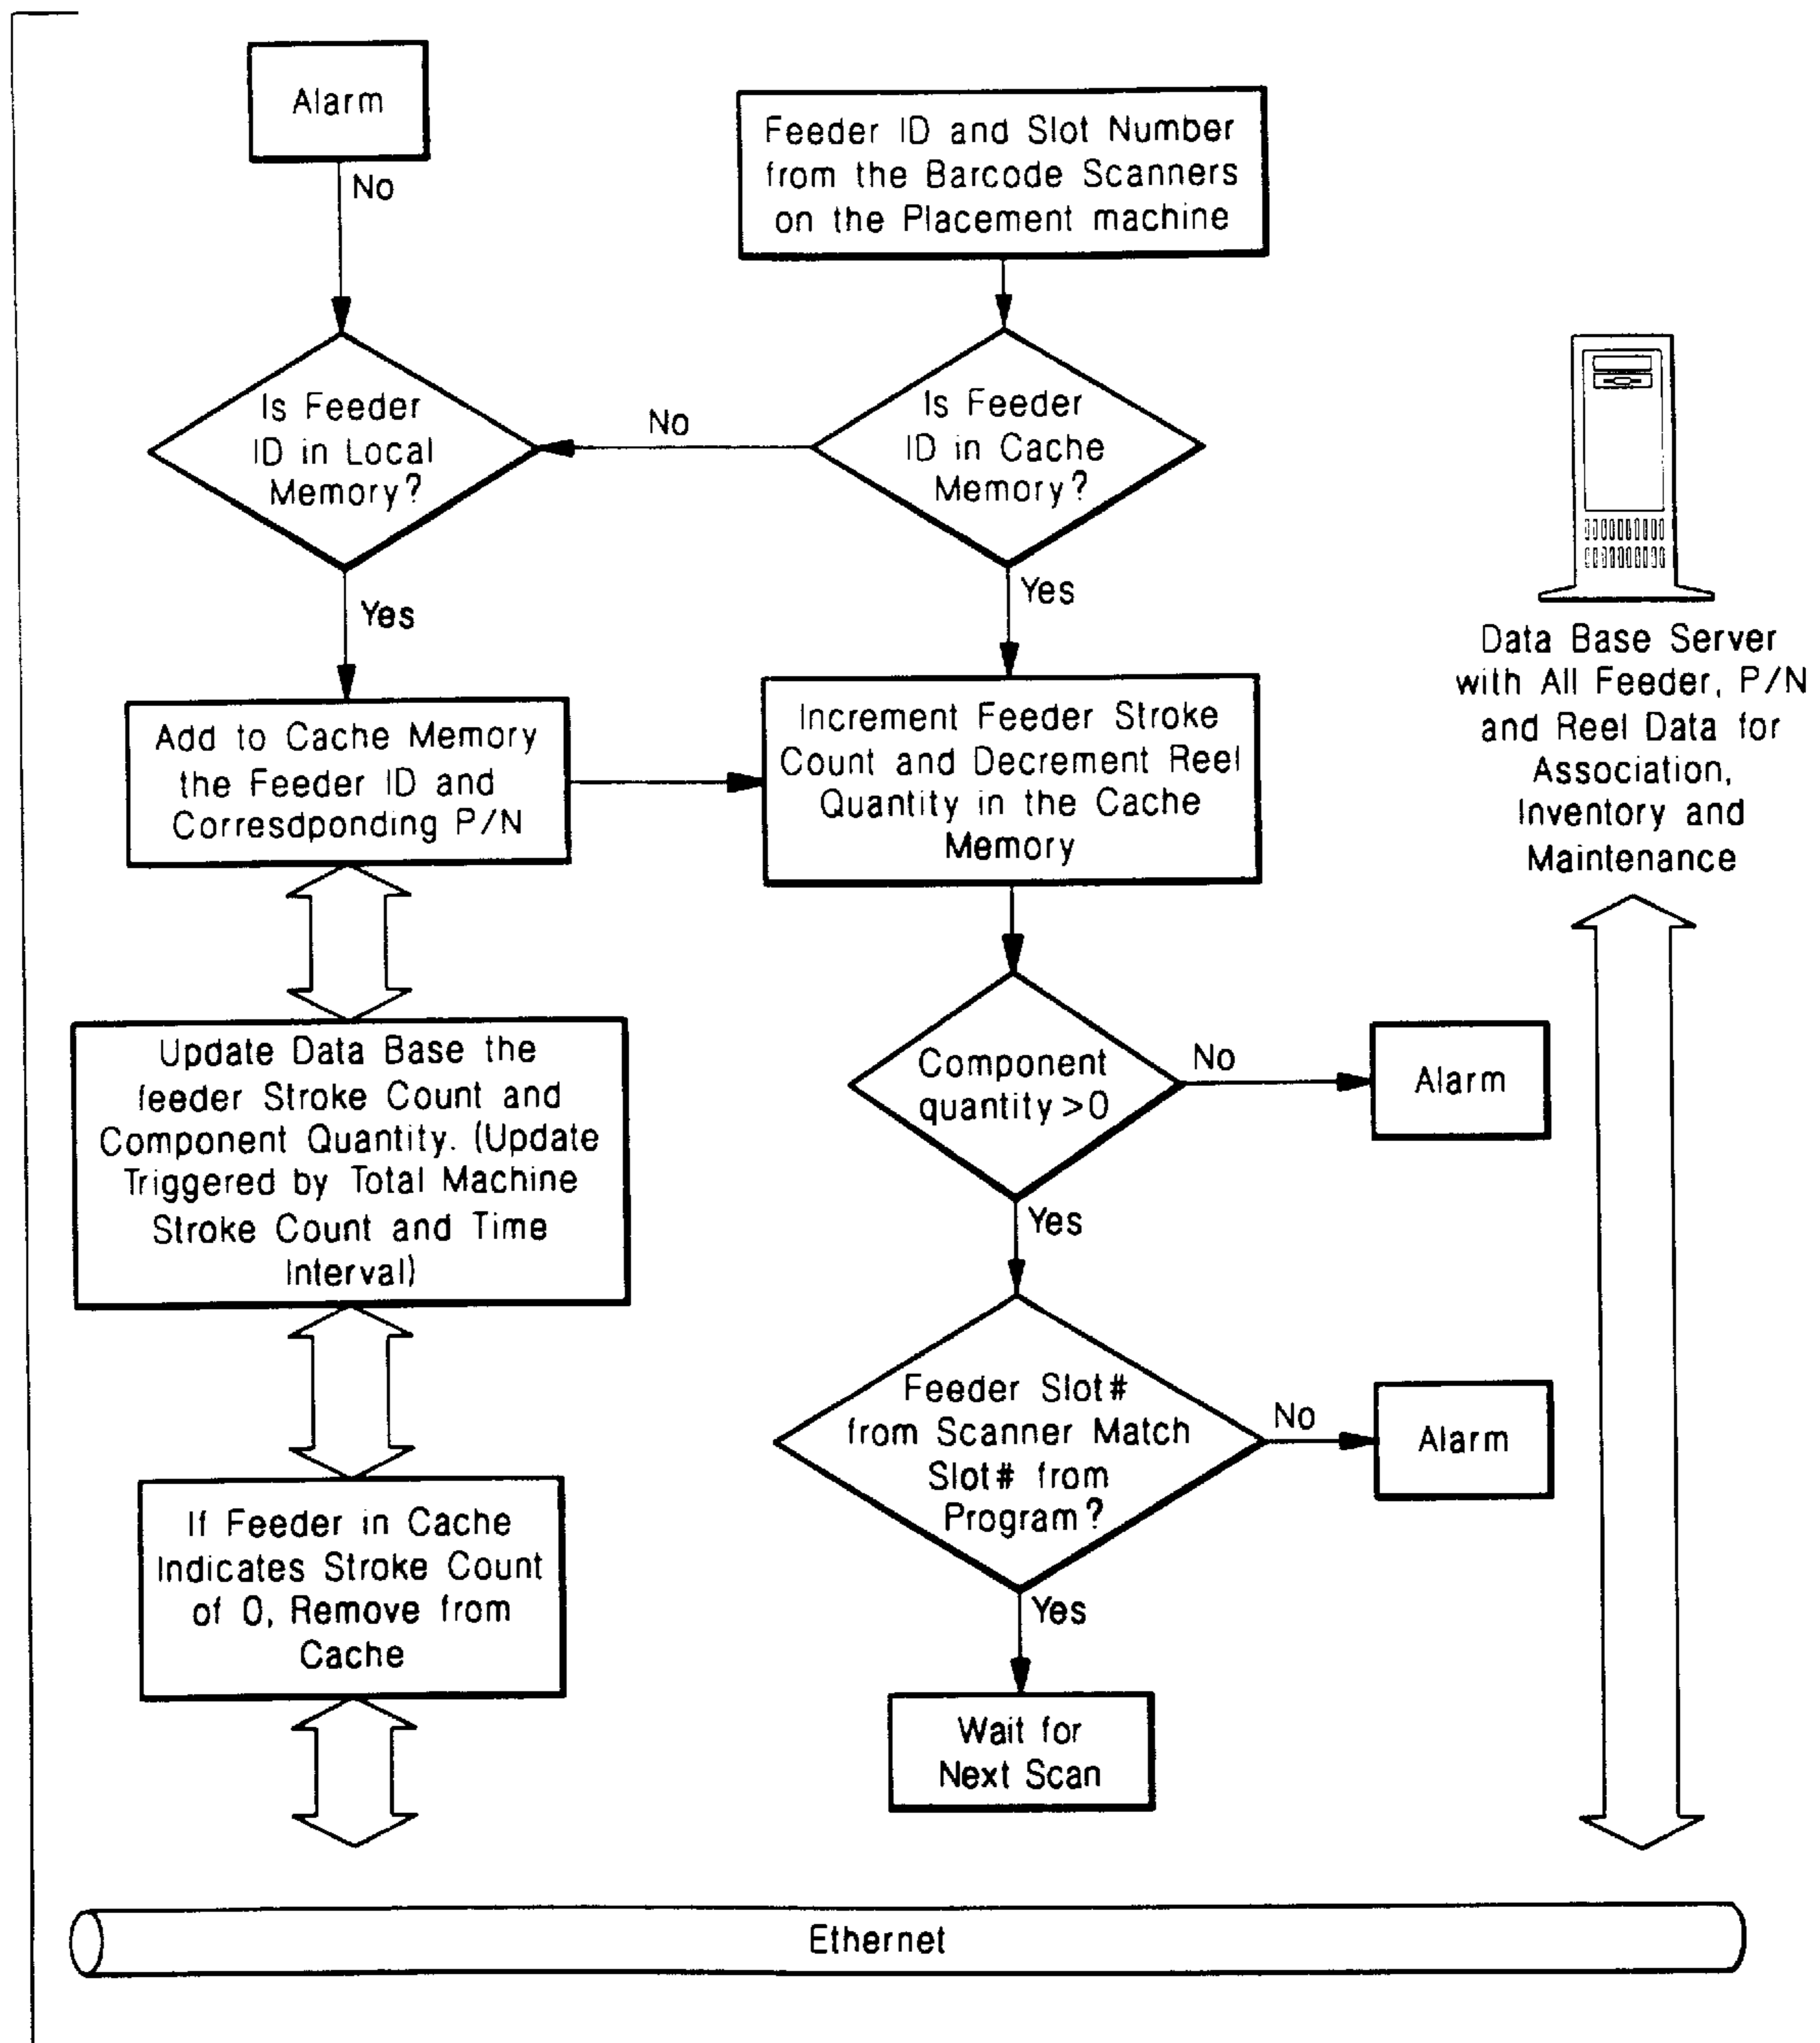 Alarm
No
Feeder ID and Slot Number
from the Barcode Scanners
on the Placement machine
Is Feeder
ID in Local
Memory?
No
Is Feeder
ID in Cache
Memory?
Yes
Yes
Add to Cache Memory
the Feeder ID and
Corresdponding P/N
Increment Feeder Stroke
Count and Decrement Reel
Quantity in the Cache
Memory
Data Base Server
with All Feeder, P/N
and Reel Data for
Association,
Inventory and
Maintenance
Update Data Base the
feeder Stroke Count and
Component Quantity. (Update
Triggered by Total Machine
Stroke Count and Time
Interval)
Component
quantity>0
No
Alarm
Yes
Feeder Slot#
from Scanner Match
Slot# from
Program?
No
Alarm
If Feeder in Cache
Indicates Stroke Count
of 0, Remove from
Cache
Yes
Wait for
Next Scan
Ethernet